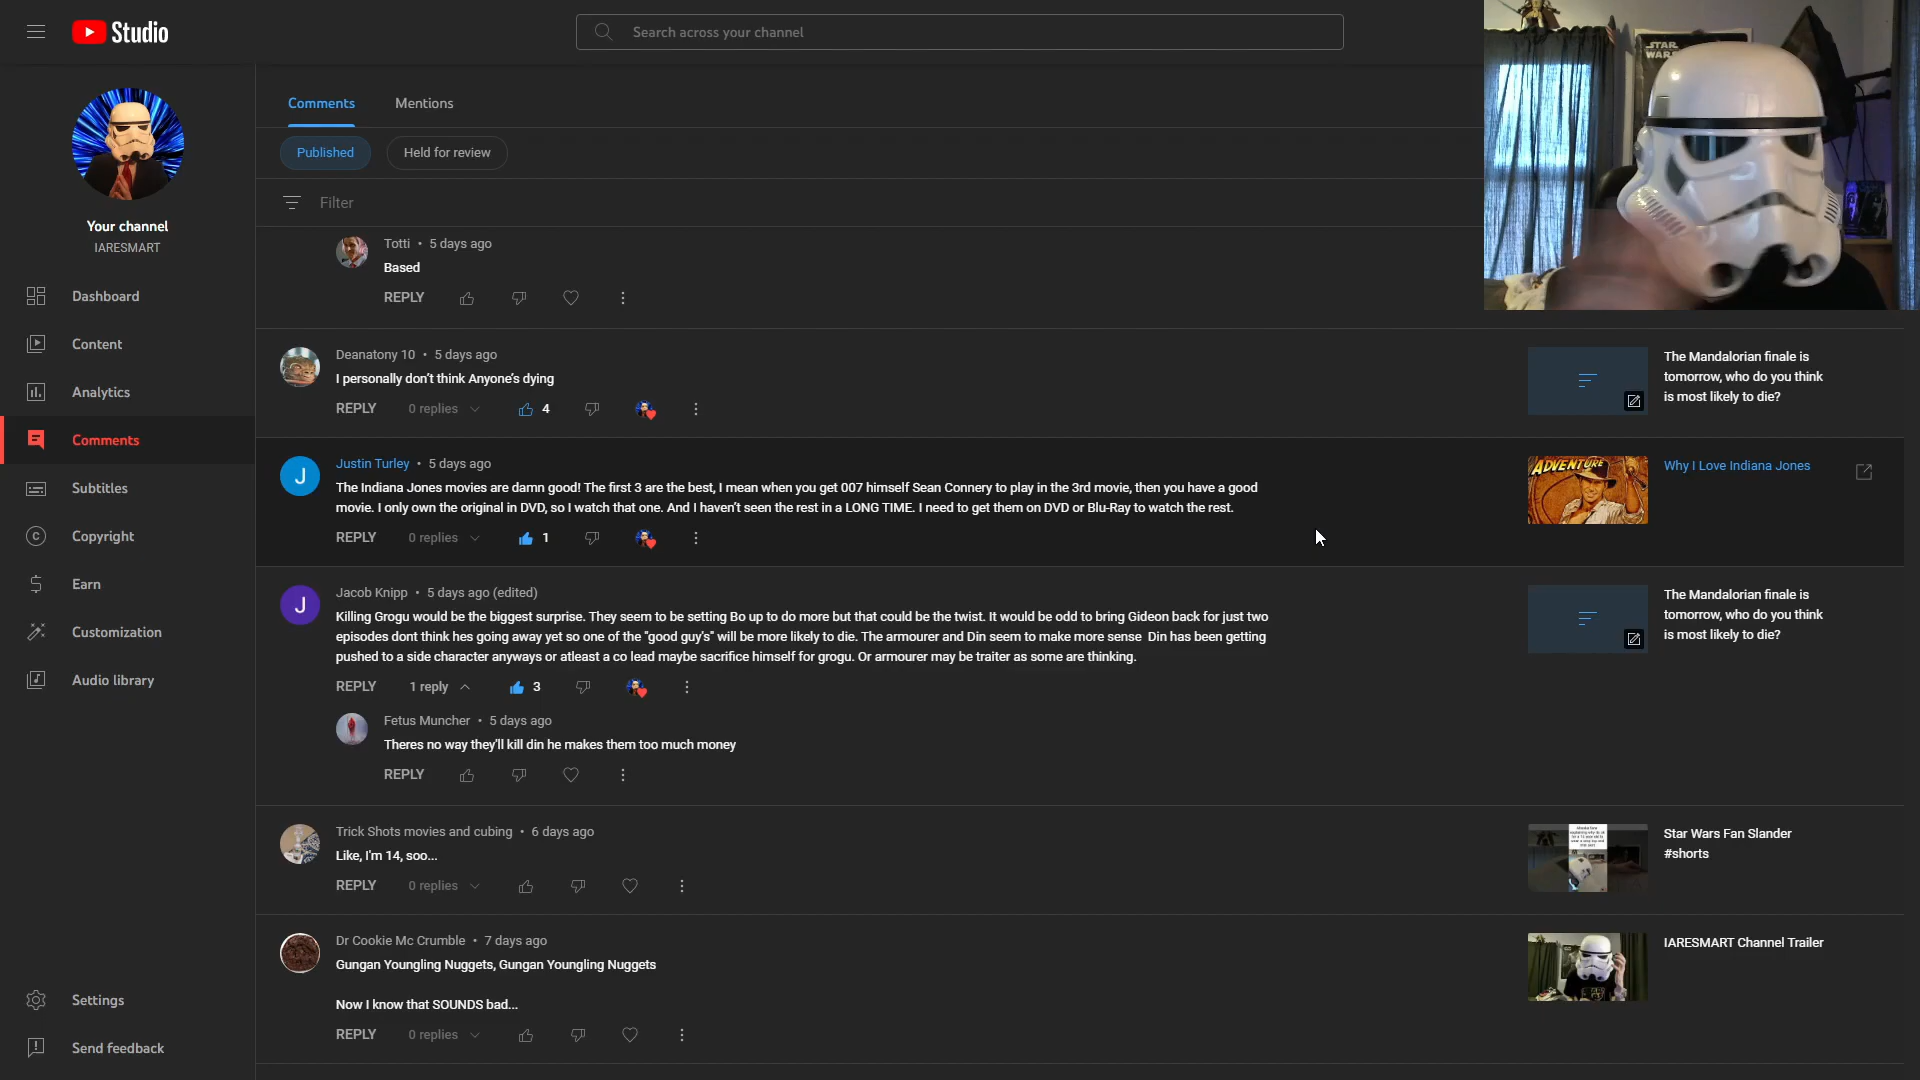 Studio
Search across your channel
STAR
WARS
Comments
Mentions
Published
Held for review
Filter
Your channel
IARESMART
Dashboard
Content
Analytics
Comments
Subtitles
Copyright
Earn
Customization
Audio library
Settings
Send feedback
Totti • 5 days ago
Based
REPLY
Deanatony 10 • 5 days ago
I personally don't think Anyone's dying
REPLY 0 replies 4
The Mandalorian finale is
tomorrow, who do you think
is most likely to die?
Justin Turley • 5 days ago
The Indiana Jones movies are damn good! The first 3 are the best, I mean when you get 007 himself Sean Connery to play in the 3rd movie, then you have a good
movie. I only own the original in DVD, so I watch that one. And I haven't seen the rest in a LONG TIME. I need to get them on DVD or Blu-Ray to watch the rest.
REPLY 0 replies 1
ADVENTURE
Why I Love Indiana Jones
Jacob Knipp • 5 days ago (edited)
Killing Grogu would be the biggest surprise. They seem to be setting Bo up to do more but that could be the twist. It would be odd to bring Gideon back for just two
episodes dont think hes going away yet so one of the "good guy's" will be more likely to die. The armourer and Din seem to make more sense  Din has been getting
pushed to a side character anyways or atleast a co lead maybe sacrifice himself for grogu. Or armourer may be traiter as some are thinking.
REPLY 1 reply 3
The Mandalorian finale is
tomorrow, who do you think
is most likely to die?
Fetus Muncher • 5 days ago
Theres no way they'll kill din he makes them too much money
REPLY
Trick Shots movies and cubing • 6 days ago
Like, I'm 14, soo...
REPLY 0 replies
Star Wars Fan Slander
#shorts
Dr Cookie Mc Crumble • 7 days ago
Gungan Youngling Nuggets, Gungan Youngling Nuggets
Now I know that SOUNDS bad...
REPLY 0 replies
IARESMART Channel Trailer